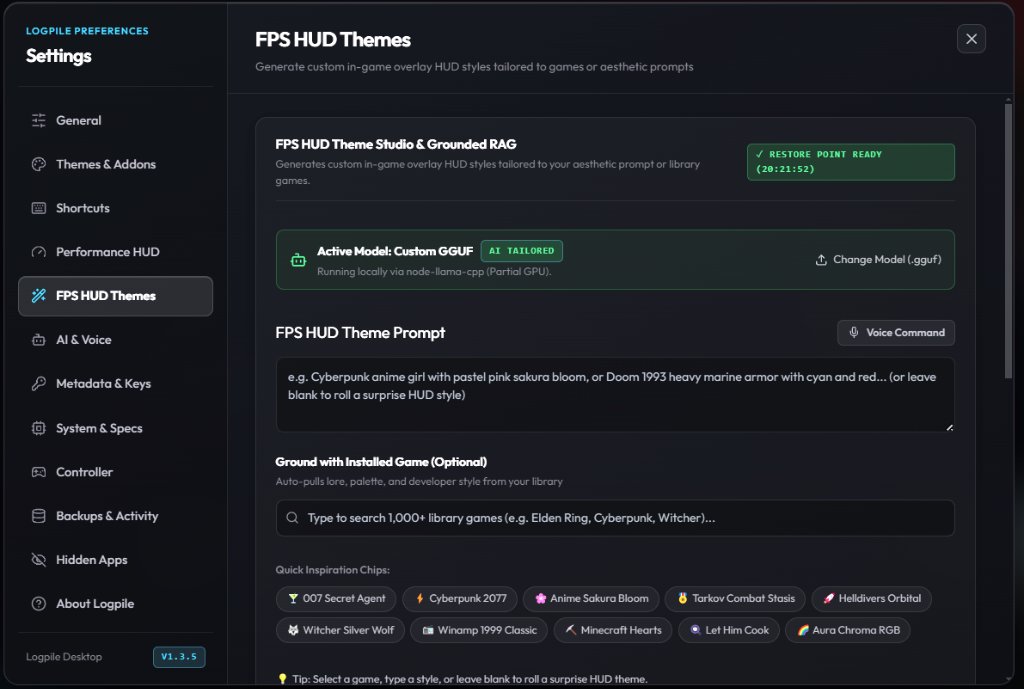 LOGPILE PREFERENCES
Settings
General
Themes & Addons
Shortcuts
Performance HUD
FPS HUD Themes
AI & Voice
Metadata & Keys
System & Specs
Controller
Backups & Activity
Hidden Apps
About Logpile
Logpile Desktop
V1.3.5
FPS HUD Themes
Generate custom in-game overlay HUD styles tailored to games or aesthetic prompts
FPS HUD Theme Studio & Grounded RAG
Generates custom in-game overlay HUD styles tailored to your aesthetic prompt or library
games.
✓ RESTORE POINT READY
(20:21:52)
Active Model: Custom GGUF
AI TAILORED
Running locally via node-llama-cpp (Partial GPU).
Change Model (.gguf)
FPS HUD Theme Prompt
Voice Command
e.g. Cyberpunk anime girl with pastel pink sakura bloom, or Doom 1993 heavy marine armor with cyan and red... (or leave
blank to roll a surprise HUD style)
Ground with Installed Game (Optional)
Auto-pulls lore, palette, and developer style from your library
Type to search 1,000+ library games (e.g. Elden Ring, Cyberpunk, Witcher)...
Quick Inspiration Chips:
007 Secret Agent
Cyberpunk 2077
Anime Sakura Bloom
Tarkov Combat Stasis
Helldivers Orbital
Witcher Silver Wolf
Winamp 1999 Classic
Minecraft Hearts
Let Him Cook
Aura Chroma RGB
Tip: Select a game, type a style, or leave blank to roll a surprise HUD theme.